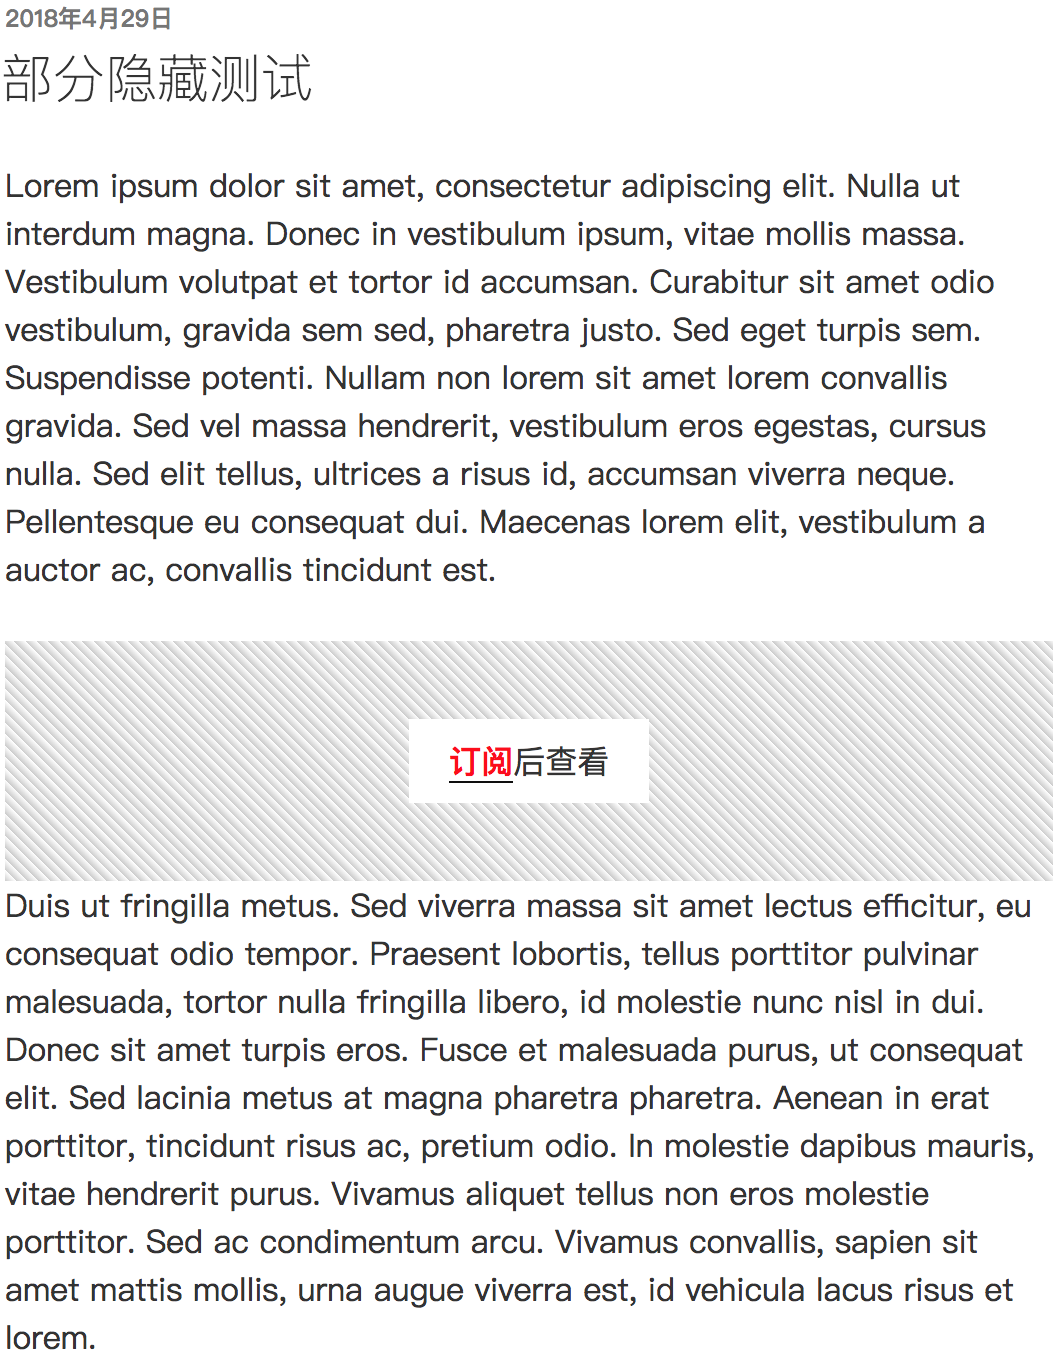 2018年4月29日
部分隐藏测试
Lorem ipsum dolor sit amet, consectetur adipiscing elit. Nulla ut
interdum magna. Donec in vestibulum ipsum, vitae mollis massa.
Vestibulum volutpat et tortor id accumsan. Curabitur sit amet odio
vestibulum, gravida sem sed, pharetra justo. Sed eget turpis sem.
Suspendisse potenti. Nullam non lorem sit amet lorem convallis
gravida. Sed vel massa hendrerit, vestibulum eros egestas, cursus
nulla. Sed elit tellus, ultrices a risus id, accumsan viverra neque.
Pellentesque eu consequat dui. Maecenas lorem elit, vestibulum a
auctor ac, convallis tincidunt est.
订阅后查看
Duis ut fringilla metus. Sed viverra massa sit amet lectus efficitur, eu
consequat odio tempor. Praesent lobortis, tellus porttitor pulvinar
malesuada, tortor nulla fringilla libero, id molestie nunc nisl in dui.
Donec sit amet turpis eros. Fusce et malesuada purus, ut consequat
elit. Sed lacinia metus at magna pharetra pharetra. Aenean in erat
porttitor, tincidunt risus ac, pretium odio. In molestie dapibus mauris,
vitae hendrerit purus. Vivamus aliquet tellus non eros molestie
porttitor. Sed ac condimentum arcu. Vivamus convallis, sapien sit
amet mattis mollis, urna augue viverra est, id vehicula lacus risus et
lorem.